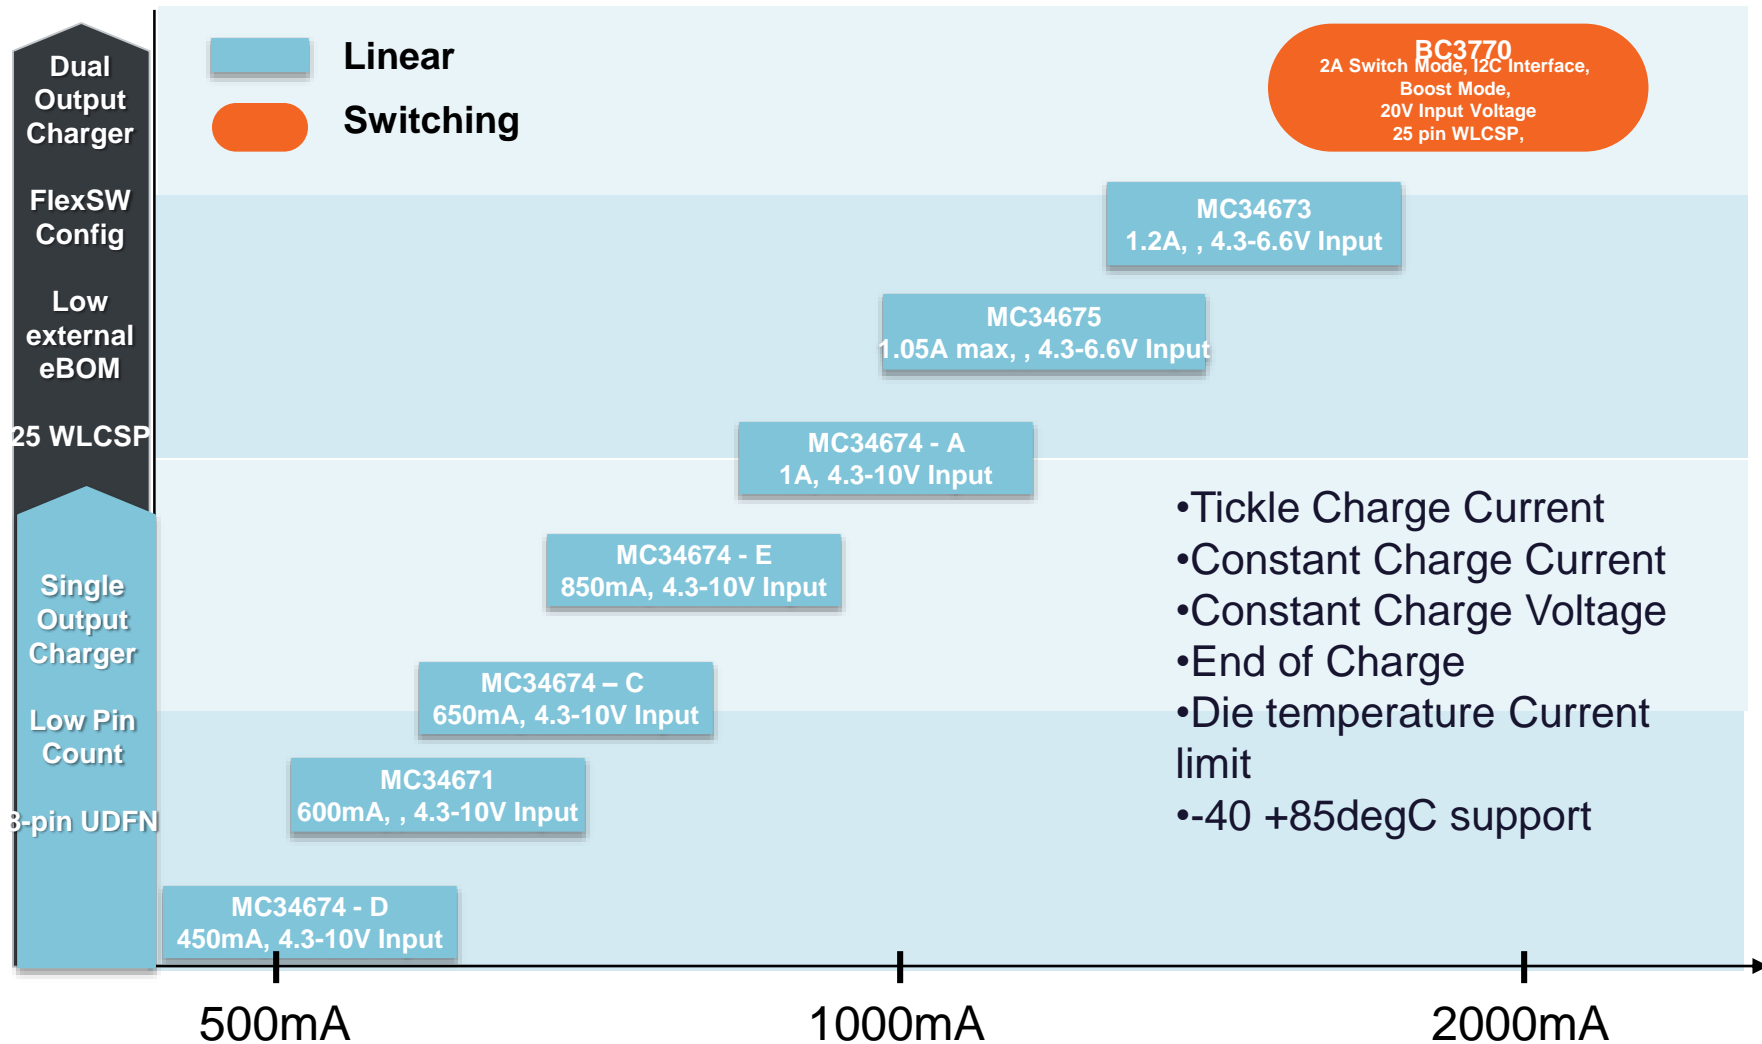 Dual
Output
Charger
FlexSW
Config
Low
external
eBOM
25 WLCSP
Single
Output
Charger
Low Pin
Count
8-pin UDFN
Linear
Switching
BC3770
2A Switch Mode, I2C Interface,
Boost Mode,
20V Input Voltage
25 pin WLCSP,
MC34673
1.2A, , 4.3-6.6V Input
MC34675
1.05A max, , 4.3-6.6V Input
MC34674 - A
1A, 4.3-10V Input
MC34674 - E
850mA, 4.3-10V Input
MC34674 – C
650mA, 4.3-10V Input
MC34671
600mA, , 4.3-10V Input
MC34674 - D
450mA, 4.3-10V Input
•Tickle Charge Current
•Constant Charge Current
•Constant Charge Voltage
•End of Charge
•Die temperature Current
limit
•-40 +85degC support
500mA
1000mA
2000mA